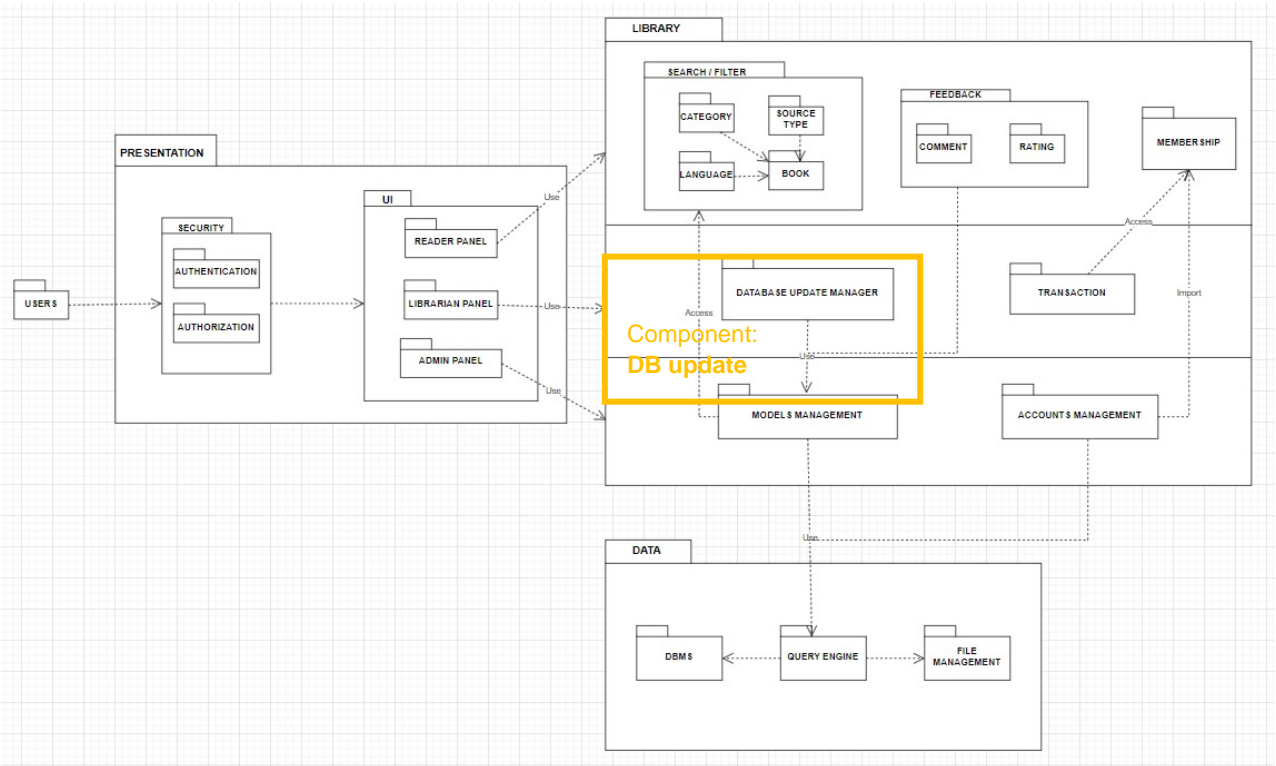 LIBRARY
SEARCH / FILTER
CATEGORY
SOURCE
TYPE
LANGUAGE
BOOK
FEEDBACK
COMMENT
RATING
MEMBERSHIP
PRESENTATION
SECURITY
AUTHENTICATION
AUTHORIZATION
UI
READER PANEL
LIBRARIAN PANEL
ADMIN PANEL
USERS
Use
Use
Use
DATABASE UPDATE MANAGER
Access
Component:
DB update
Use
TRANSACTION
Access
Import
MODELS MANAGEMENT
ACCOUNTS MANAGEMENT
Use
DATA
DBMS
QUERY ENGINE
FILE
MANAGEMENT